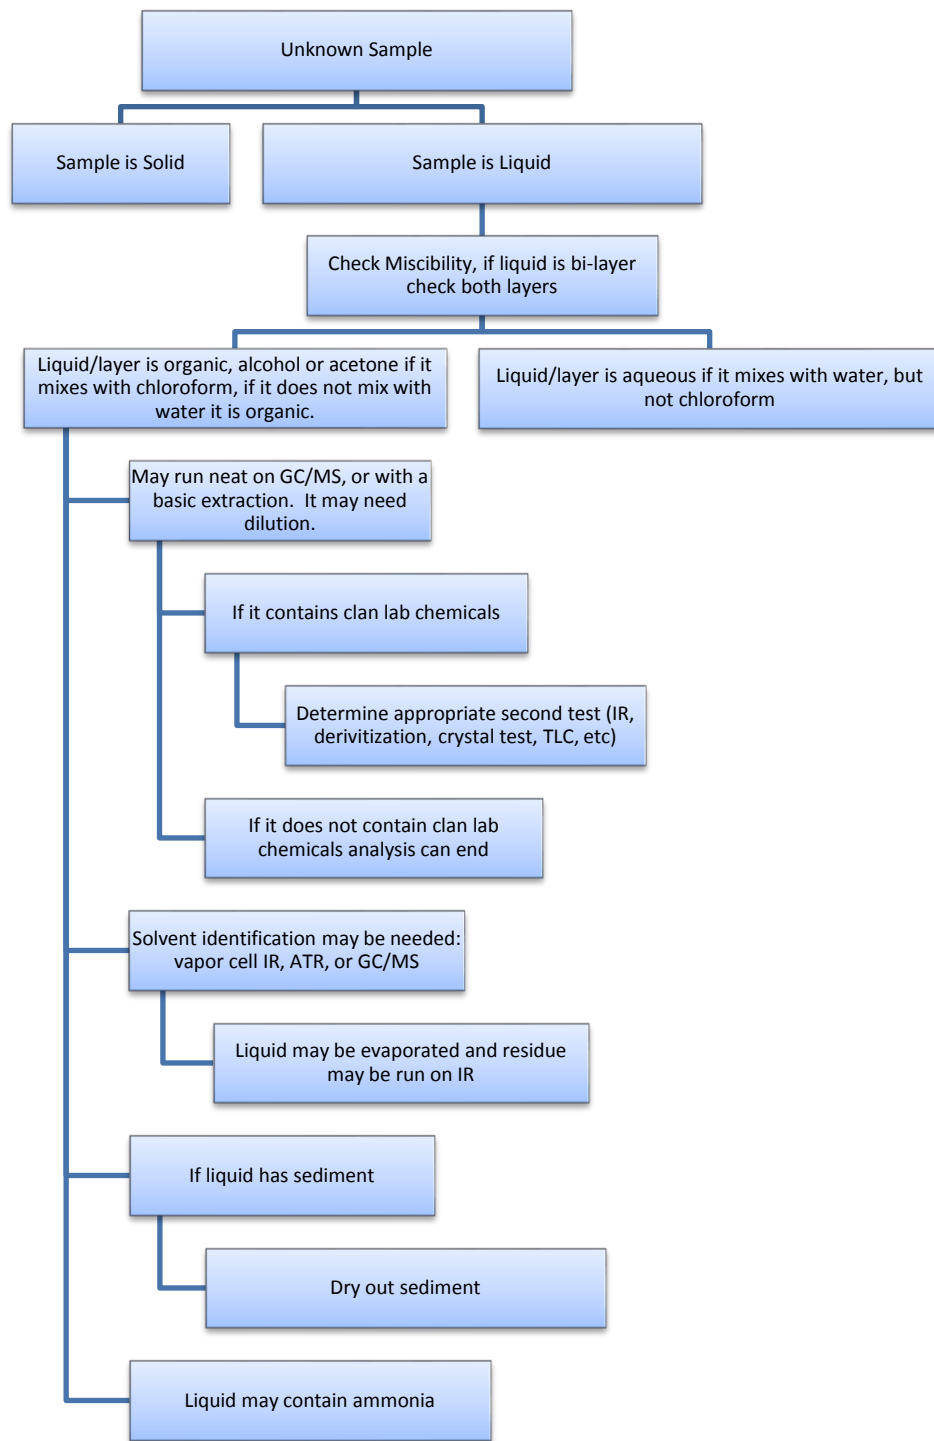 Unknown Sample
Sample is Solid
Sample is Liquid
Check Miscibility, if liquid is bi-layer
check both layers
Liquid/layer is organic, alcohol or acetone if it
mixes with chloroform, if it does not mix with
water it is organic.
Liquid/layer is aqueous if it mixes with water, but
not chloroform
May run neat on GC/MS, or with a
basic extraction.  It may need
dilution.
If it contains clan lab chemicals
Determine appropriate second test (IR,
derivitization, crystal test, TLC, etc)
If it does not contain clan lab
chemicals analysis can end
Solvent identification may be needed:
vapor cell IR, ATR, or GC/MS
Liquid may be evaporated and residue
may be run on IR
If liquid has sediment
Dry out sediment
Liquid may contain ammonia